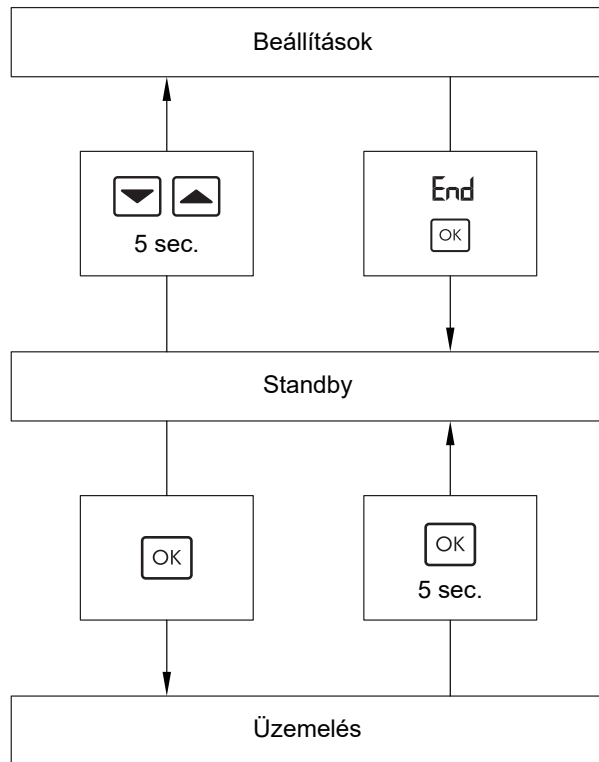 Beállítások
5 sec.
End
OK
Standby
OK
OK
5 sec.
Üzemelés